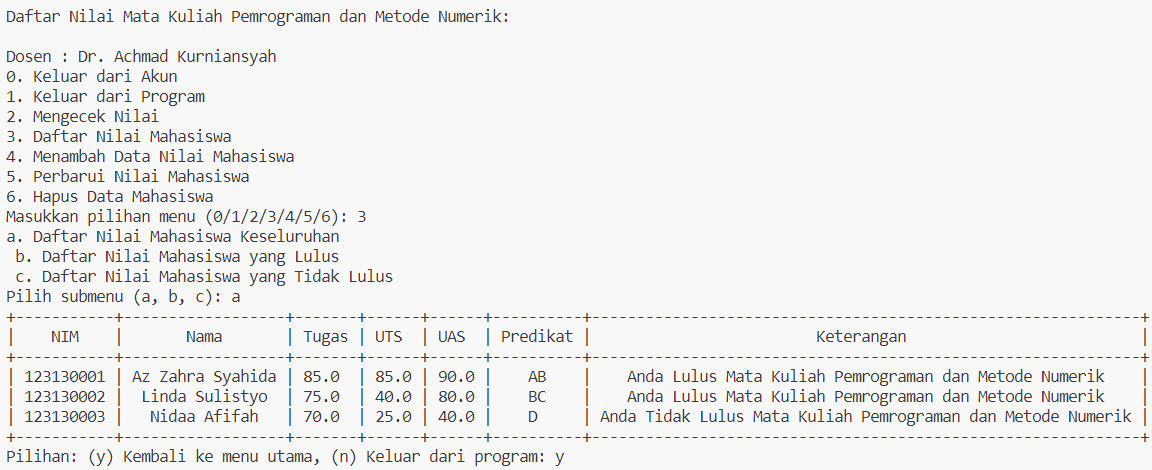 Daftar Nilai Mata Kuliah Pemrograman dan Metode Numerik:

Dosen : Dr. Achmad Kurniansyah
0. Keluar dari Akun
1. Keluar dari Program
2. Mengecek Nilai
3. Daftar Nilai Mahasiswa
4. Menambah Data Nilai Mahasiswa
5. Perbarui Nilai Mahasiswa
6. Hapus Data Mahasiswa
Masukkan pilihan menu (0/1/2/3/4/5/6): 3
a. Daftar Nilai Mahasiswa Keseluruhan
 b. Daftar Nilai Mahasiswa yang Lulus
 c. Daftar Nilai Mahasiswa yang Tidak Lulus
Pilih submenu (a, b, c): a
+-----------+------------------+-------+------+------+----------+-------------------------------------------------------------+
|    NIM    |       Nama       | Tugas | UTS  | UAS  | Predikat |                         Keterangan                          |
+-----------+------------------+-------+------+------+----------+-------------------------------------------------------------+
| 123130001 | Az Zahra Syahida | 85.0  | 85.0 | 90.0 |    AB    |    Anda Lulus Mata Kuliah Pemrograman dan Metode Numerik    |
| 123130002 |  Linda Sulistyo  | 75.0  | 40.0 | 80.0 |    BC    |    Anda Lulus Mata Kuliah Pemrograman dan Metode Numerik    |
| 123130003 |   Nidaa Afifah   | 70.0  | 25.0 | 40.0 |    D     | Anda Tidak Lulus Mata Kuliah Pemrograman dan Metode Numerik |
+-----------+------------------+-------+------+------+----------+-------------------------------------------------------------+
Pilihan: (y) Kembali ke menu utama, (n) Keluar dari program: y